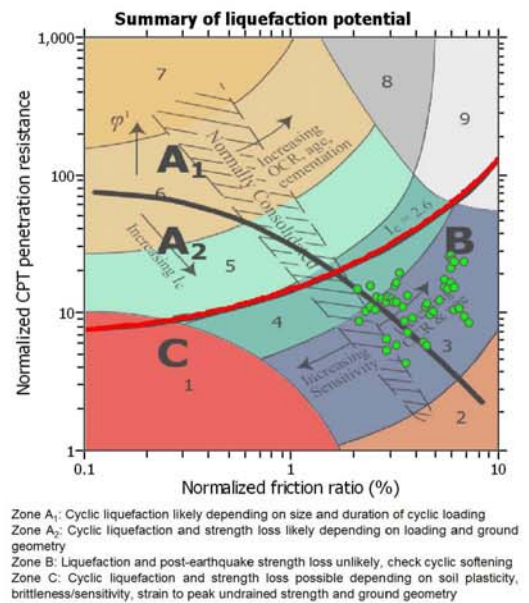 Summary of liquefaction potential
1,000
100
10
1
Normalized CPT penetration resistance
7
8
9
φ'
A1
Increasing
OCR, age,
cementation
Normally Consolidated
6
A2
Increasing Ic
5
Ic = 2.6
B
4
OCR & age
3
C
1
Increasing
Sensitivity
2
0.1
1
10
Normalized friction ratio (%)
Zone A1: Cyclic liquefaction likely depending on size and duration of cyclic loading
Zone A2: Cyclic liquefaction and strength loss likely depending on loading and ground
geometry
Zone B: Liquefaction and post-earthquake strength loss unlikely, check cyclic softening
Zone C: Cyclic liquefaction and strength loss possible depending on soil plasticity,
brittleness/sensitivity, strain to peak undrained strength and ground geometry